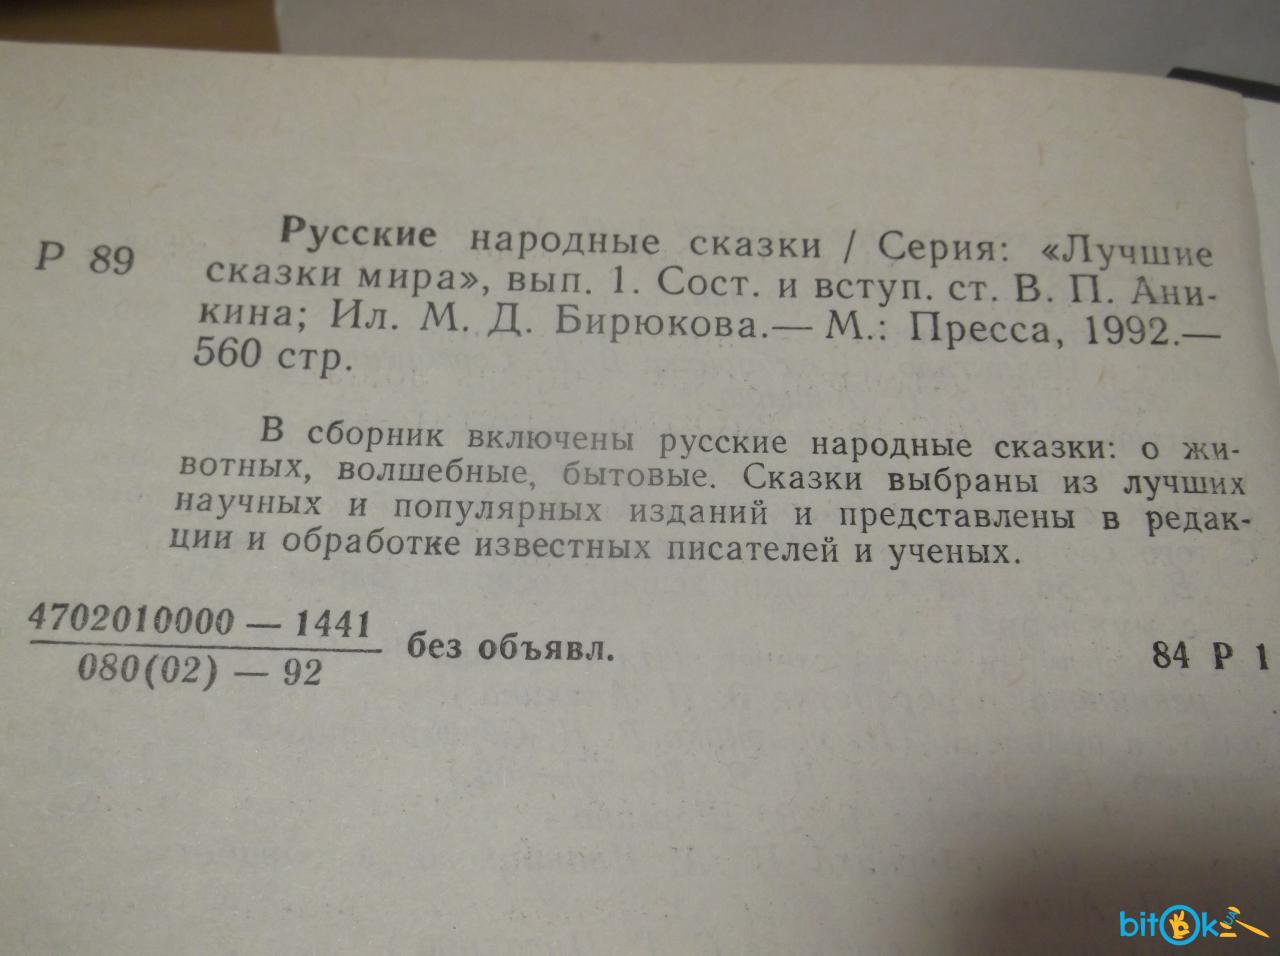 Р 89
Русские народные сказки / Серия: «Лучшие
сказки мира», вып. 1. Сост. и вступ. ст. В. П. Ани-
кина; Ил. М. Д. Бирюкова.— М.: Пресса, 1992.—
560 стр.
В сборник включены русские народные сказки: о жи-
вотных, волшебные, бытовые. Сказки выбраны из лучших
научных и популярных изданий и представлены в редак-
ции и обработке известных писателей и ученых.
4702010000 — 1441
080(02) — 92
без объявл.
84 Р 1
bitOk
UA